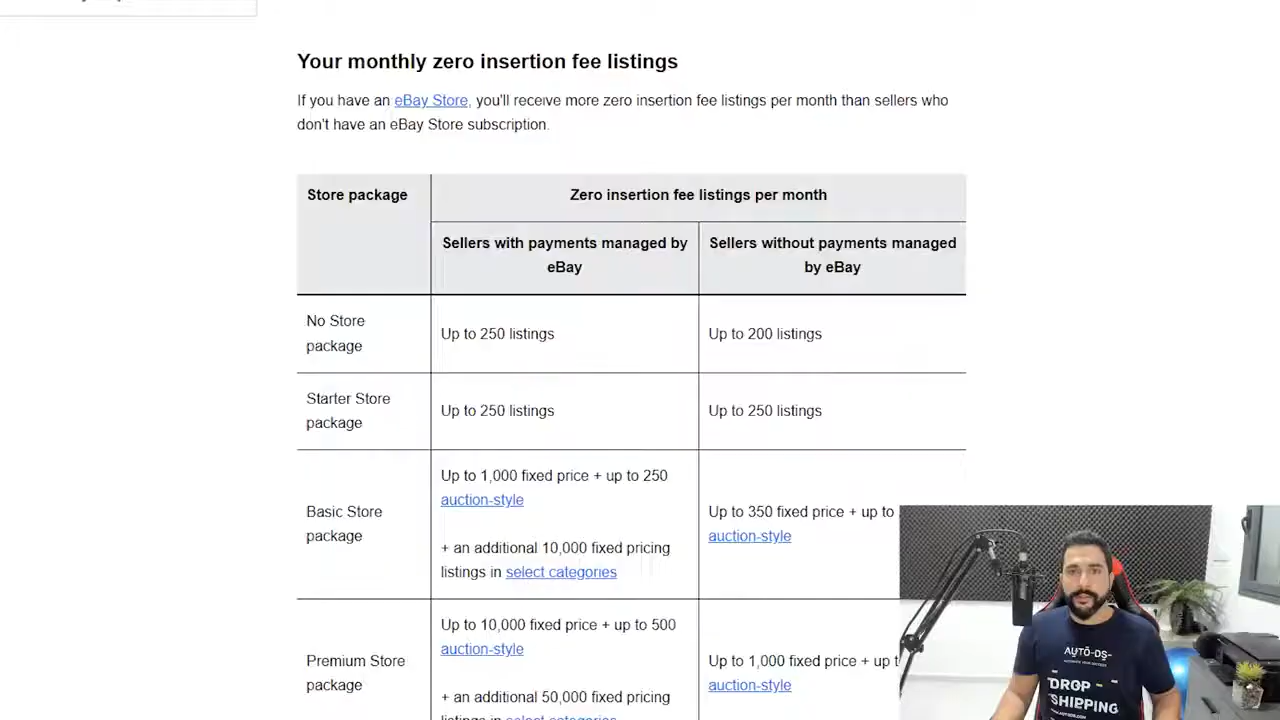 Your monthly zero insertion fee listings
If you have an eBay Store, you'll receive more zero insertion fee listings per month than sellers who
don't have an eBay Store subscription.
Store package
Zero insertion fee listings per month
Sellers with payments managed by
eBay
Sellers without payments managed
by eBay
No Store
package
Up to 250 listings
Up to 200 listings
Starter Store
package
Up to 250 listings
Up to 250 listings
Basic Store
package
Up to 1,000 fixed price + up to 250
auction-style
+ an additional 10,000 fixed pricing
listings in select categories
Up to 350 fixed price + up to
auction-style
Premium Store
package
Up to 10,000 fixed price + up to 500
auction-style
+ an additional 50,000 fixed pricing
listings in select categories
Up to 1,000 fixed price + up
auction-style
AUTO-DS
DROP
SHIPPING